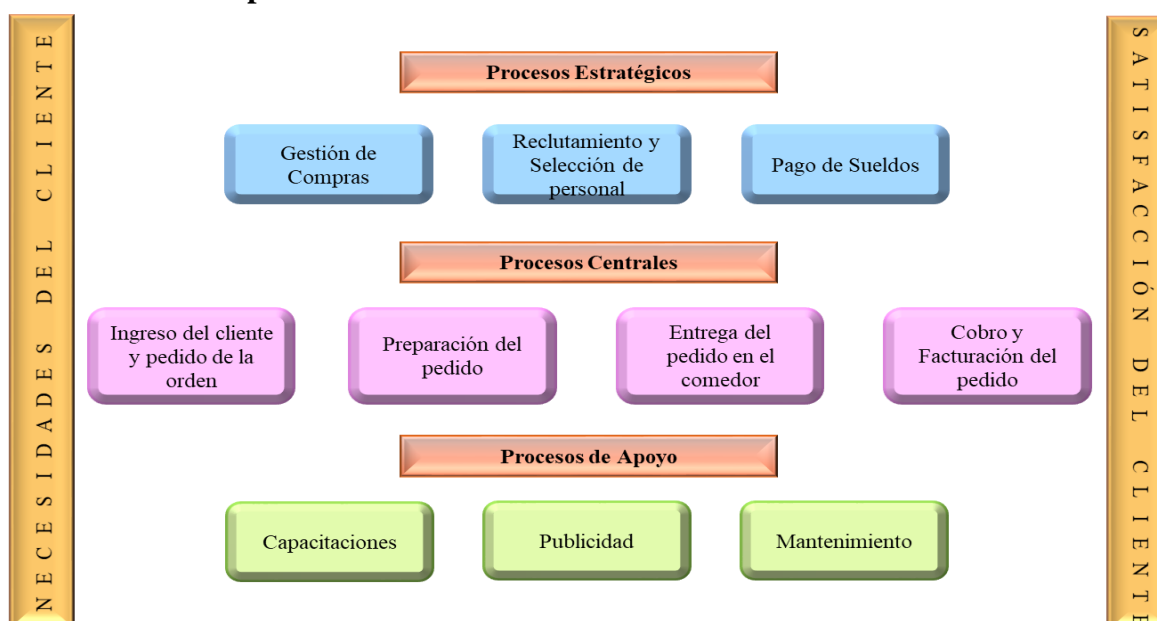 NECESIDADES DEL CLIENTE
Procesos Estratégicos
Gestión de
Compras
Reclutamiento y
Selección de
personal
Pago de Sueldos
Procesos Centrales
Ingreso del cliente
y pedido de la
orden
Preparación del
pedido
Entrega del
pedido en el
comedor
Cobro y
Facturación del
pedido
Procesos de Apoyo
Capacitaciones
Publicidad
Mantenimiento
SATISFACCIÓN DEL CLIENTE